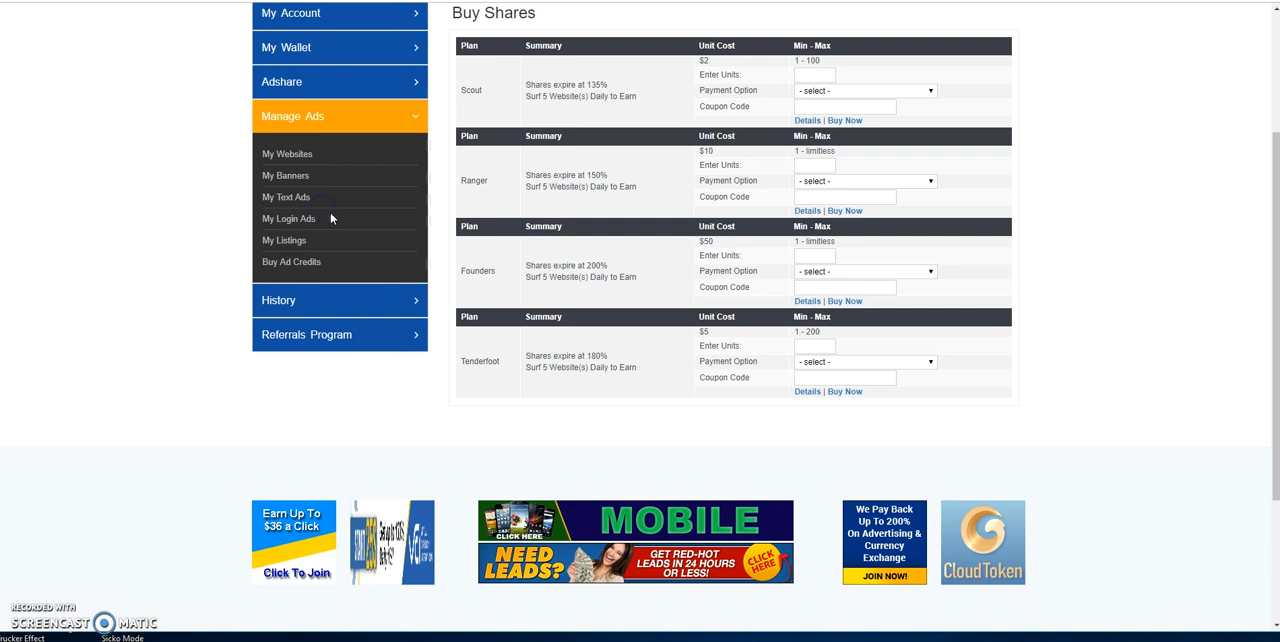 My Account
My Wallet
Adshare
Manage Ads
My Websites
My Banners
My Text Ads
My Login Ads
My Listings
Buy Ad Credits
History
Referrals Program
Buy Shares
Plan Summary Unit Cost Min - Max
Scout
Shares expire at 135%
Surf 5 Website(s) Daily to Earn
$2 1 - 100
Enter Units:
Payment Option - select -
Coupon Code
Details | Buy Now
Plan Summary Unit Cost Min - Max
Ranger
Shares expire at 150%
Surf 5 Website(s) Daily to Earn
$10 1 - limitless
Enter Units:
Payment Option - select -
Coupon Code
Details | Buy Now
Plan Summary Unit Cost Min - Max
Founders
Shares expire at 200%
Surf 5 Website(s) Daily to Earn
$50 1 - limitless
Enter Units:
Payment Option - select -
Coupon Code
Details | Buy Now
Plan Summary Unit Cost Min - Max
Tenderfoot
Shares expire at 180%
Surf 5 Website(s) Daily to Earn
$5 1 - 200
Enter Units:
Payment Option - select -
Coupon Code
Details | Buy Now
Earn Up To
$36 a Click
Click To Join
CLICK HERE
MOBILE
NEED
LEADS?
GET RED-HOT
LEADS IN 24 HOURS
OR LESS!
CLICK
HERE
We Pay Back
Up To 200%
On Advertising &
Currency
Exchange
JOIN NOW!
CloudToken
RECORDED WITH
SCREENCAST MATIC
rucker Effect
Sicko Mode